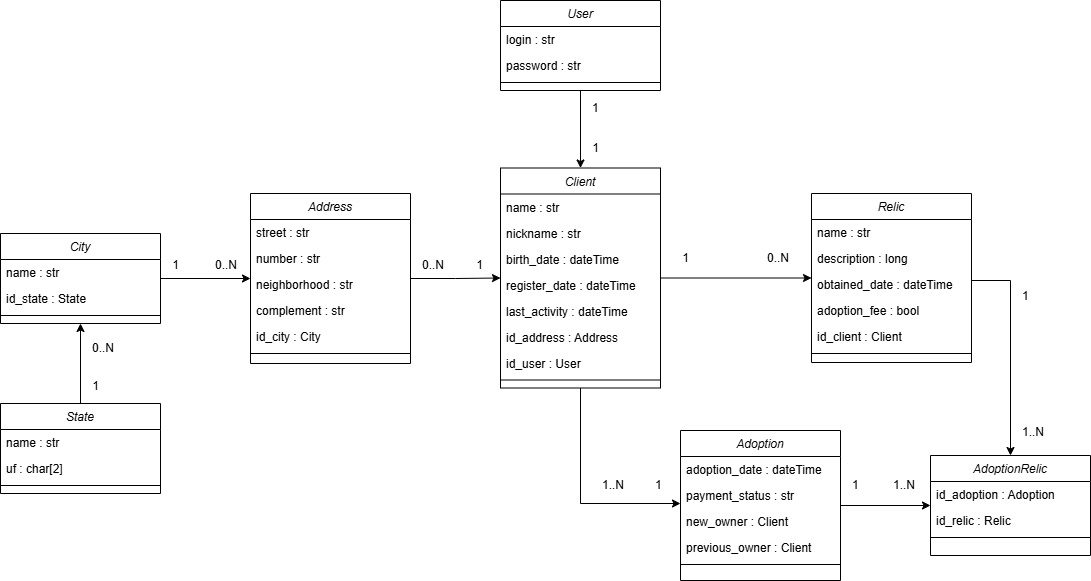 User
login : str
password : str
1
1
Client
name : str
nickname : str
birth_date : dateTime
register_date : dateTime
last_activity : dateTime
id_address : Address
id_user : User
Address
street : str
number : str
neighborhood : str
complement : str
id_city : City
0..N
1
City
name : str
id_state : State
1
0..N
0..N
1
State
name : str
uf : char[2]
1
0..N
Relic
name : str
description : long
obtained_date : dateTime
adoption_fee : bool
id_client : Client
1
1..N
1..N
1
Adoption
adoption_date : dateTime
payment_status : str
new_owner : Client
previous_owner : Client
1
1..N
AdoptionRelic
id_adoption : Adoption
id_relic : Relic